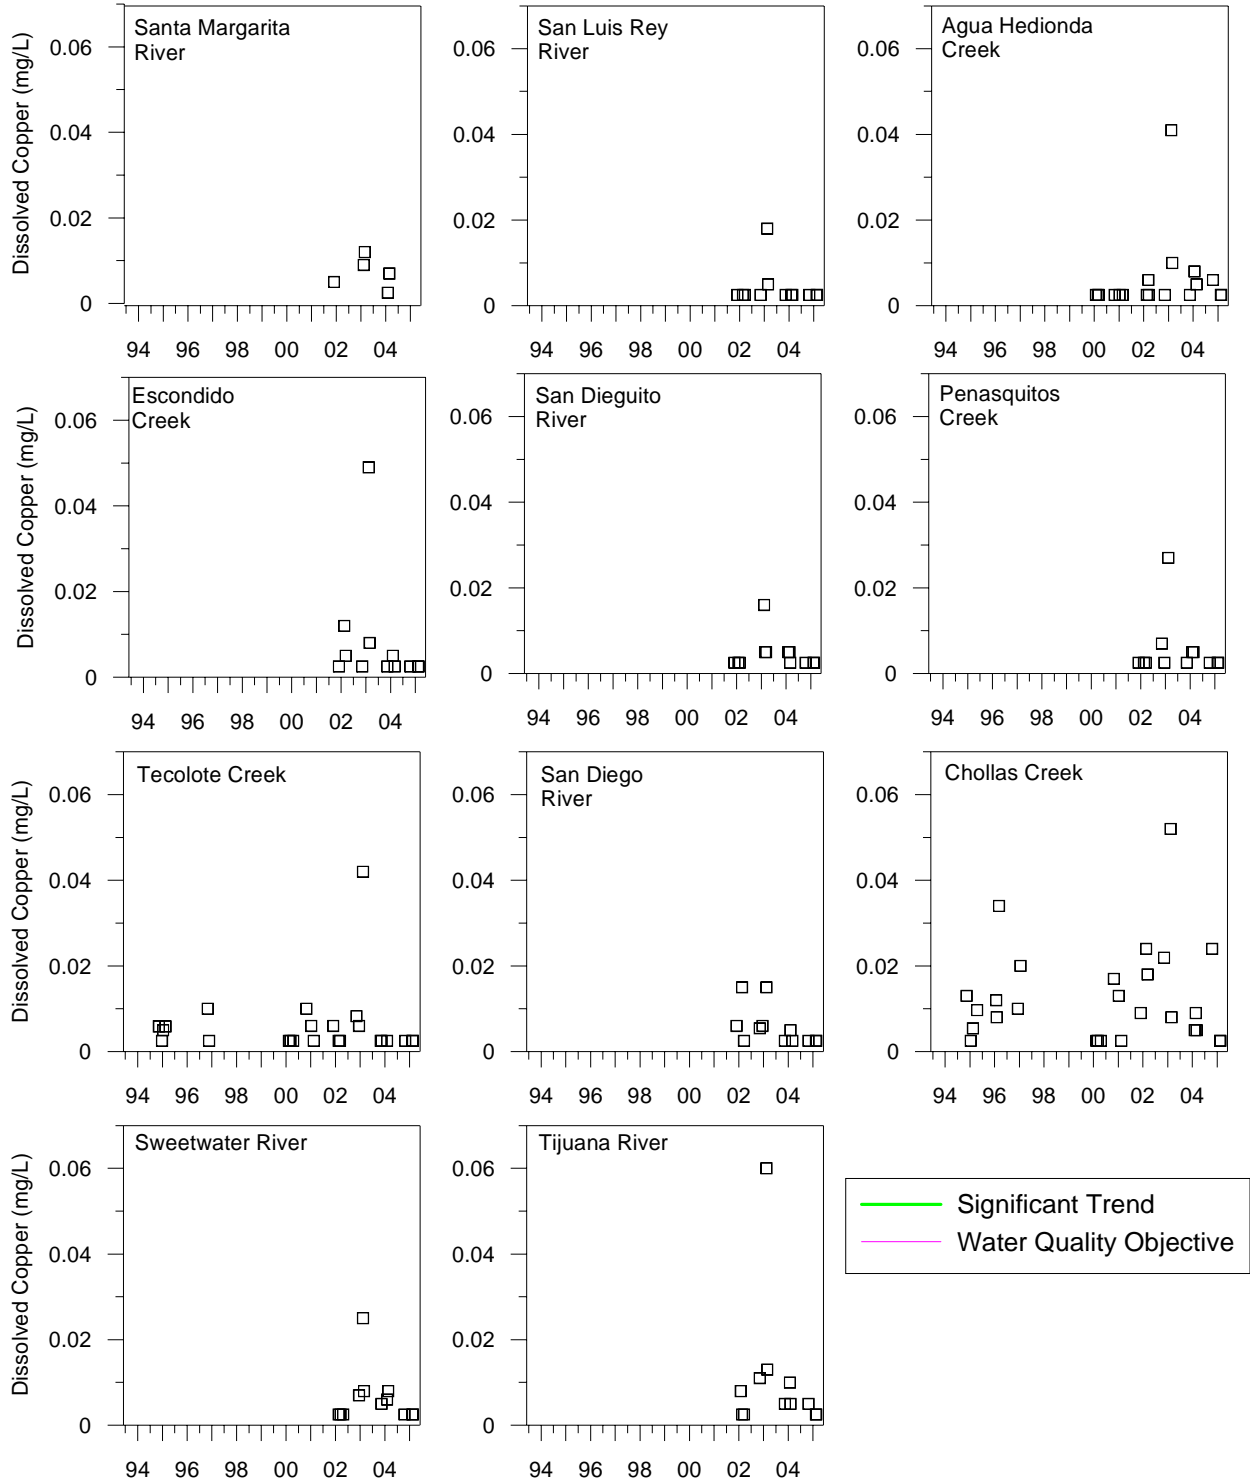 Santa Margarita
River
0.06
0.04
0.02
0
Dissolved Copper (mg/L)
94 96 98 00 02 04
San Luis Rey
River
0.06
0.04
0.02
0
94 96 98 00 02 04
Agua Hedionda
Creek
0.06
0.04
0.02
0
94 96 98 00 02 04
Escondido
Creek
0.06
0.04
0.02
0
Dissolved Copper (mg/L)
94 96 98 00 02 04
San Dieguito
River
0.06
0.04
0.02
0
94 96 98 00 02 04
Penasquitos
Creek
0.06
0.04
0.02
0
94 96 98 00 02 04
Tecolote Creek
0.06
0.04
0.02
0
Dissolved Copper (mg/L)
94 96 98 00 02 04
San Diego
River
0.06
0.04
0.02
0
94 96 98 00 02 04
Chollas Creek
0.06
0.04
0.02
0
94 96 98 00 02 04
Sweetwater River
0.06
0.04
0.02
0
Dissolved Copper (mg/L)
94 96 98 00 02 04
Tijuana River
0.06
0.04
0.02
0
94 96 98 00 02 04
Significant Trend
Water Quality Objective